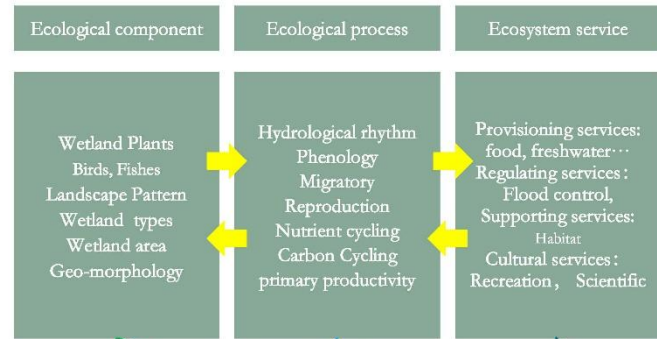 Ecological component
Ecological process
Ecosystem service
Wetland Plants
Birds, Fishes
Landscape Pattern
Wetland types
Wetland area
Geo-morphology
Hydrological rhythm
Phenology
Migratory
Reproduction
Nutrient cycling
Carbon Cycling
primary productivity
Provisioning services:
food, freshwater…
Regulating services:
Flood control,
Supporting services:
Habitat
Cultural services:
Recreation, Scientific